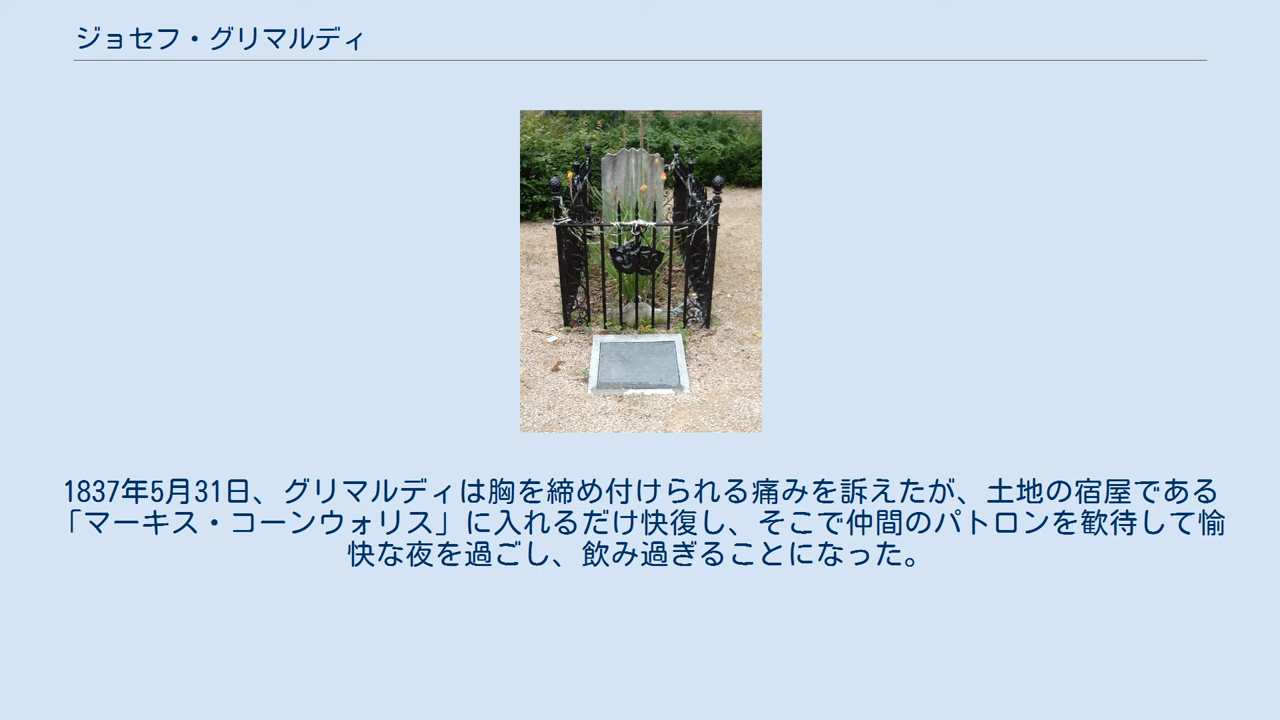 ジョセフ・グリマルディ
1837年5月31日、グリマルディは胸を締め付けられる痛みを訴えたが、土地の宿屋である
「マーキス・コーンウォリス」に入れるだけ快復し、そこで仲間のパトロンを歓待して愉
快な夜を過ごし、飲み過ぎることになった。